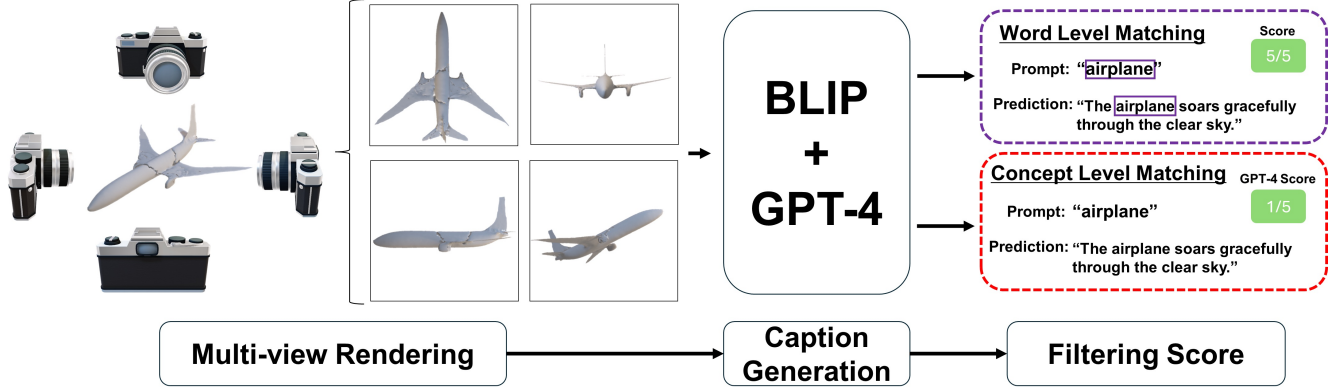 BLIP
+
GPT-4
Word Level Matching
Score
5/5
Prompt: “airplane”
Prediction: “The airplane soars gracefully
through the clear sky.”
Concept Level Matching
GPT-4 Score
1/5
Prompt: “airplane”
Prediction: “The airplane soars gracefully
through the clear sky.”
Multi-view Rendering
Caption
Generation
Filtering Score